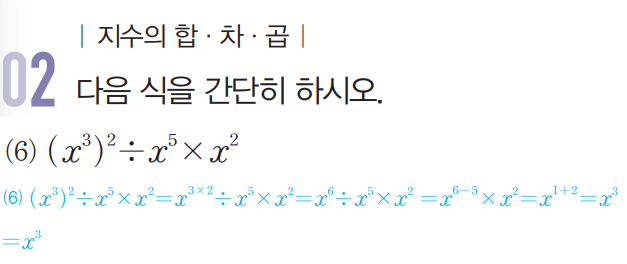 | 지수의 합 · 차 · 곱 |
02 다음 식을 간단히 하시오.
(6) (x³)²÷x⁵×x²
(6) (x³)²÷x⁵×x²=x³ˣ²÷x⁵×x²=x⁶÷x⁵×x²=x⁶⁻⁵×x²=x¹⁺²=x³
=x³